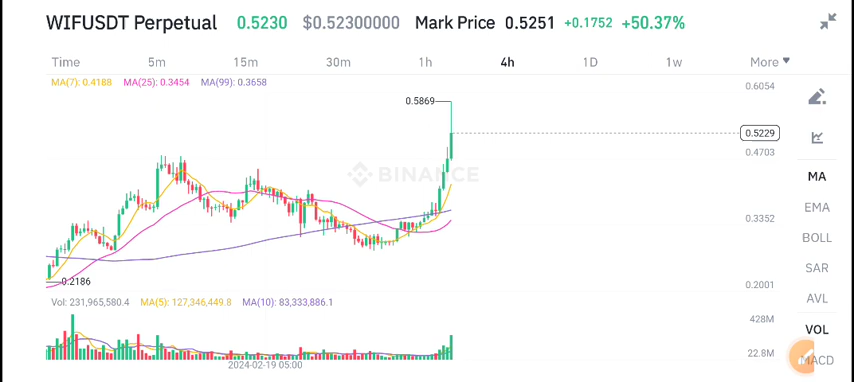 WIFUSDT Perpetual 0.5230 $0.52300000 Mark Price 0.5251 +0.1752 +50.37%
Time 5m 15m 30m 1h 4h 1D 1w More
MA(7): 0.4188 MA(25): 0.3454 MA(99): 0.3658
0.6054
0.5869
0.5229
0.4703
BINANCE
MA
EMA
0.3352
BOLL
SAR
0.2186
0.2001
AVL
Vol: 231,965,580.4 MA(5): 127,346,449.8 MA(10): 83,333,886.1
428M
VOL
22.8M
MACD
2024-02-19 05:00